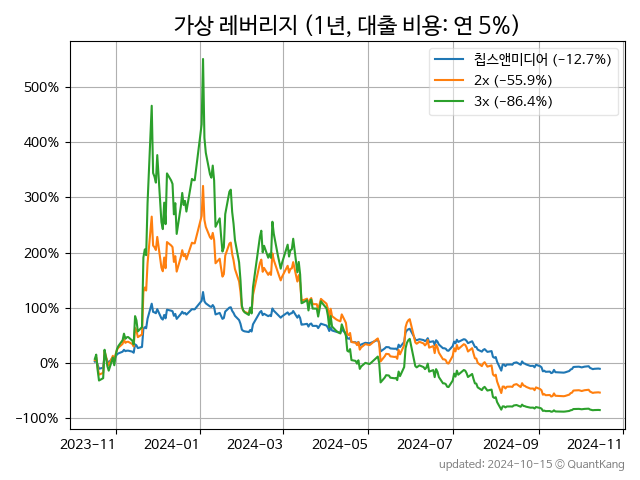 가상 레버리지 (1년, 대출 비용: 연 5%)
칩스앤미디어 (-12.7%)
2x (-55.9%)
3x (-86.4%)
500%
400%
300%
200%
100%
0%
-100%
2023-11 2024-01 2024-03 2024-05 2024-07 2024-09 2024-11
updated: 2024-10-15 © QuantKang